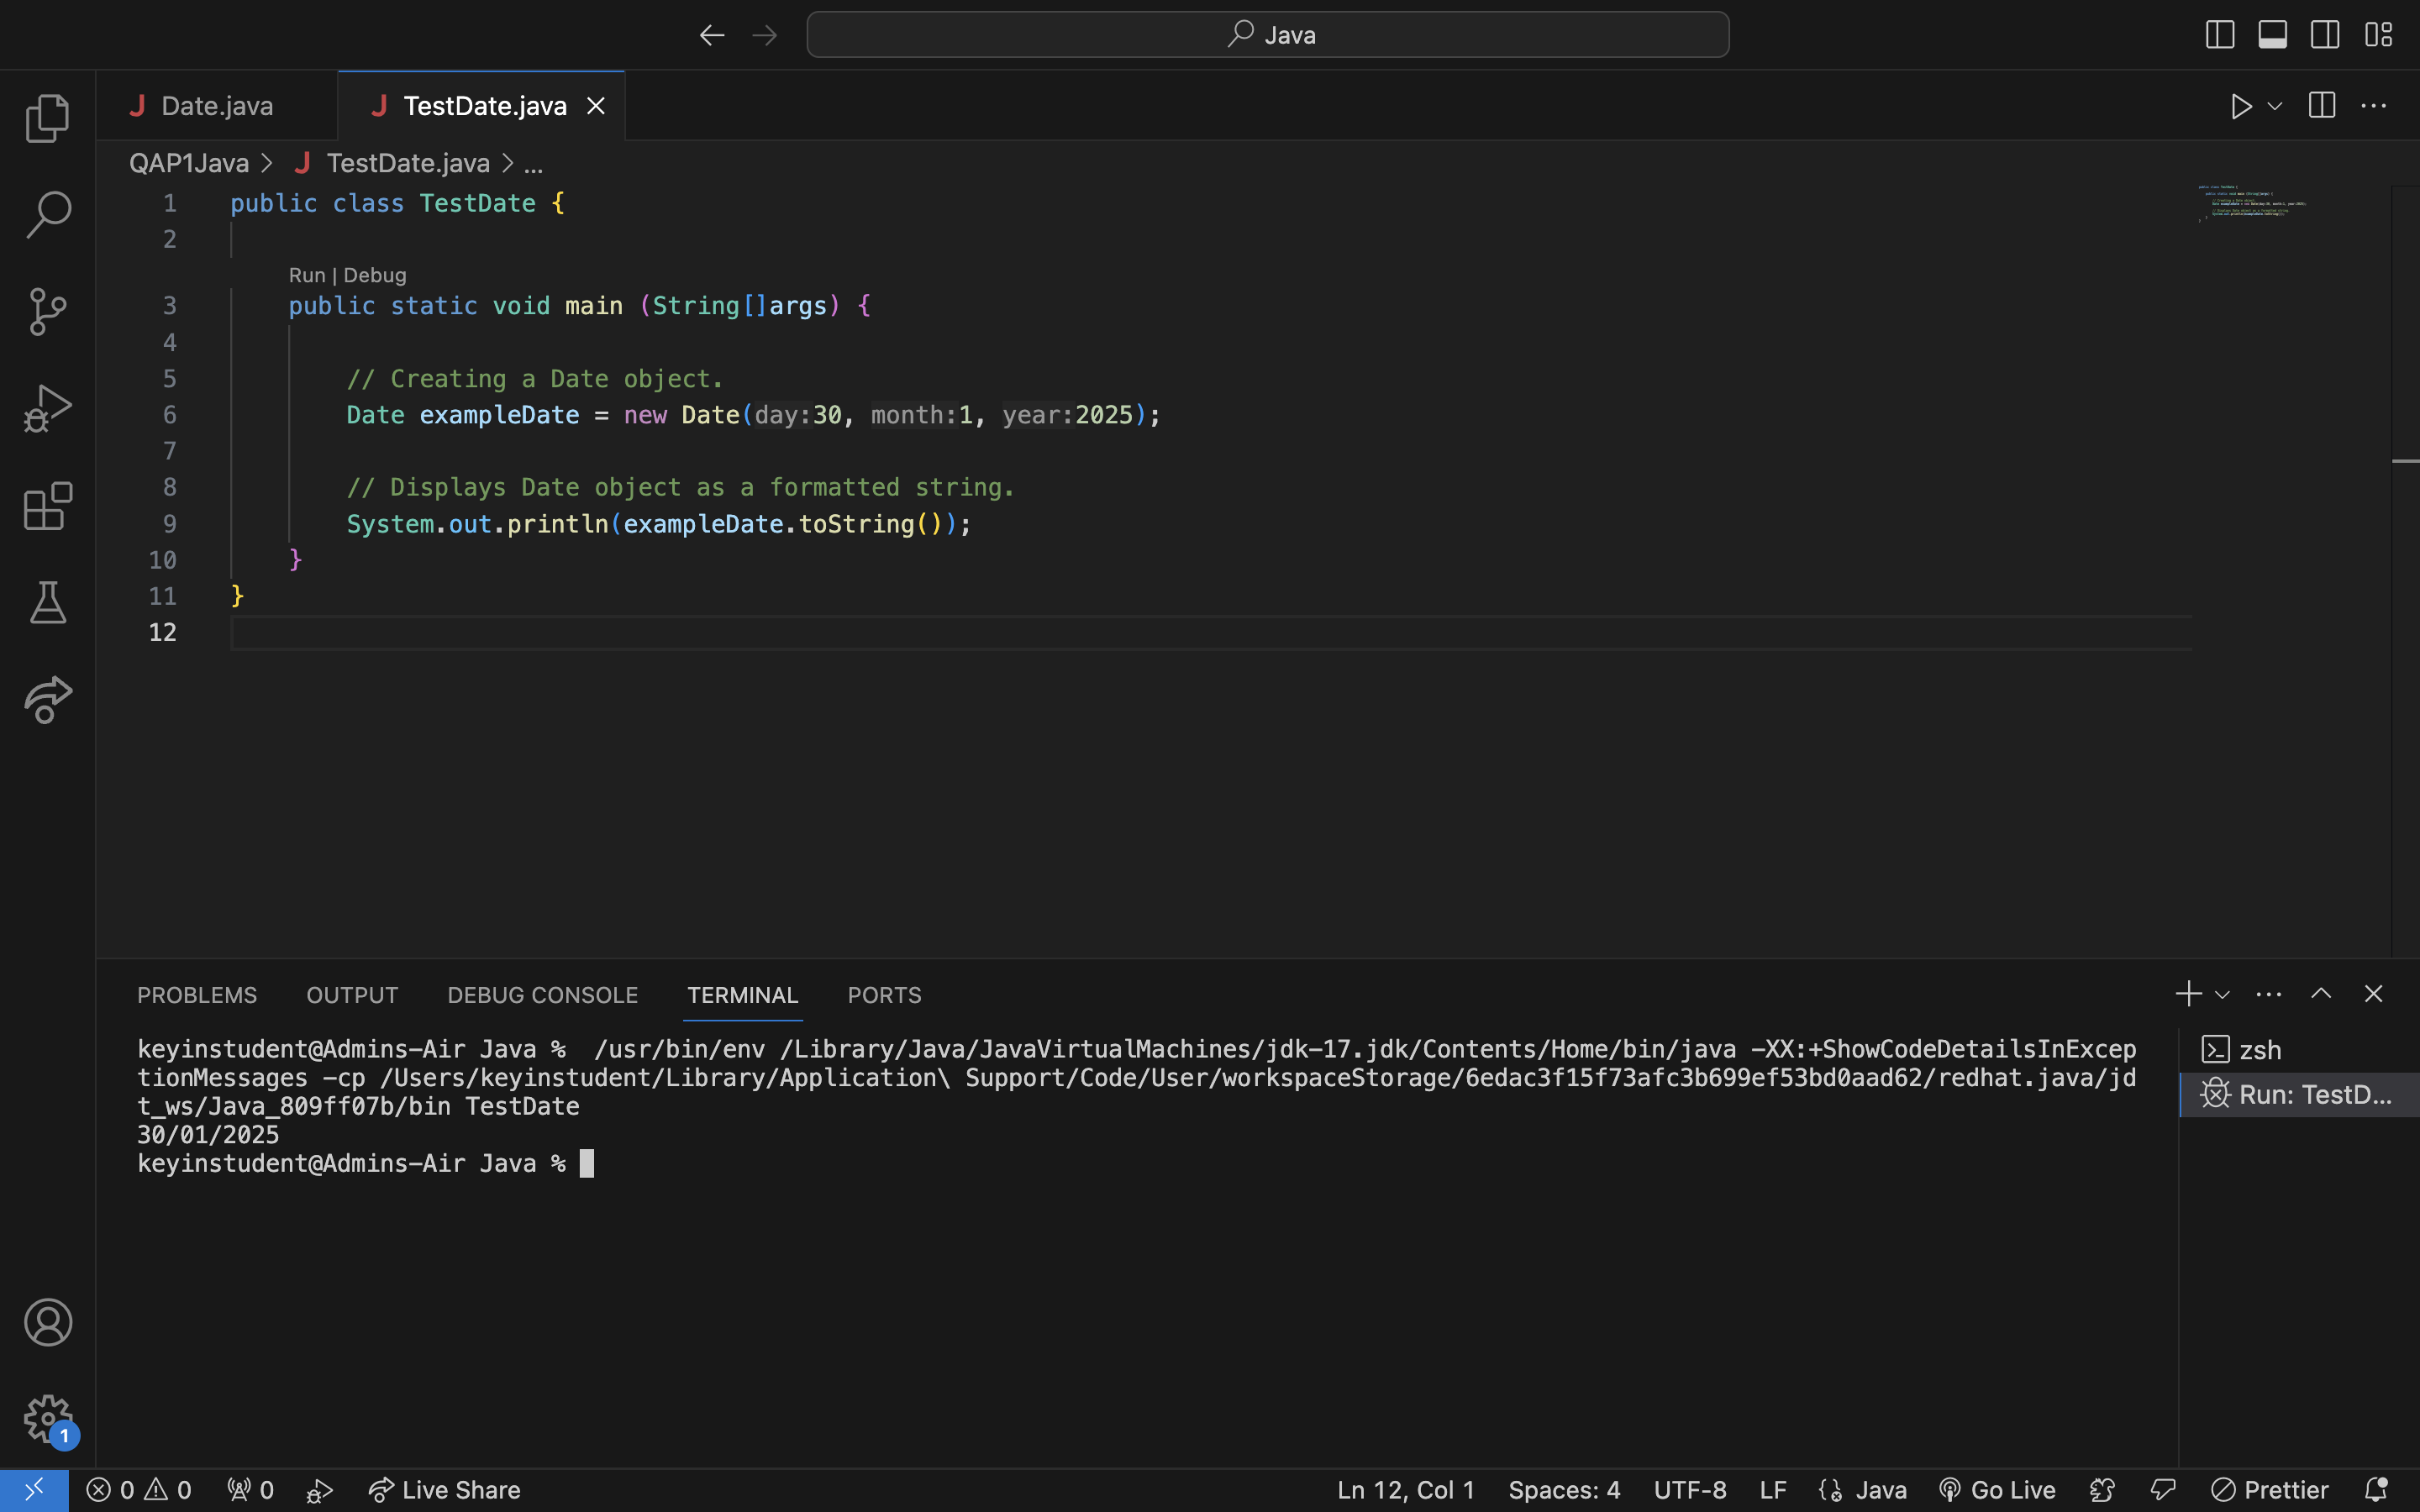 Java
Date.java
TestDate.java
QAP1Java > TestDate.java > ...
1 public class TestDate {
2
Run | Debug
3 public static void main (String[]args) {
4
5 // Creating a Date object.
6 Date exampleDate = new Date(day:30, month:1, year:2025);
7
8 // Displays Date object as a formatted string.
9 System.out.println(exampleDate.toString());
10 }
11 }
12
PROBLEMS OUTPUT DEBUG CONSOLE TERMINAL PORTS
keyinstudent@Admins-Air Java %  /usr/bin/env /Library/Java/JavaVirtualMachines/jdk-17.jdk/Contents/Home/bin/java -XX:+ShowCodeDetailsInExcep
tionMessages -cp /Users/keyinstudent/Library/Application\ Support/Code/User/workspaceStorage/6edac3f15f73afc3b699ef53bd0aad62/redhat.java/jd
t_ws/Java_809ff07b/bin TestDate
30/01/2025
keyinstudent@Admins-Air Java %
zsh
Run: TestD...
1
0 0 0 Live Share Ln 12, Col 1 Spaces: 4 UTF-8 LF Java Go Live Prettier